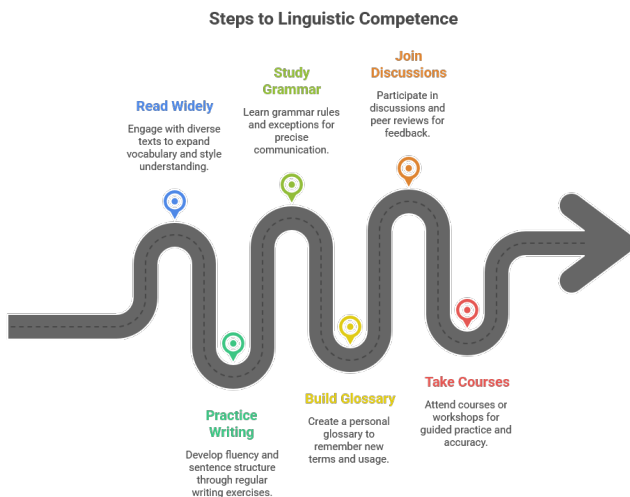 Steps to Linguistic Competence
Read Widely
Engage with diverse
texts to expand
vocabulary and style
understanding.
Practice
Writing
Develop fluency and
sentence structure
through regular
writing exercises.
Study
Grammar
Learn grammar rules
and exceptions for
precise
communication.
Build Glossary
Create a personal
glossary to
remember new
terms and usage.
Join
Discussions
Participate in
discussions and
peer reviews for
feedback.
Take Courses
Attend courses or
workshops for
guided practice and
accuracy.